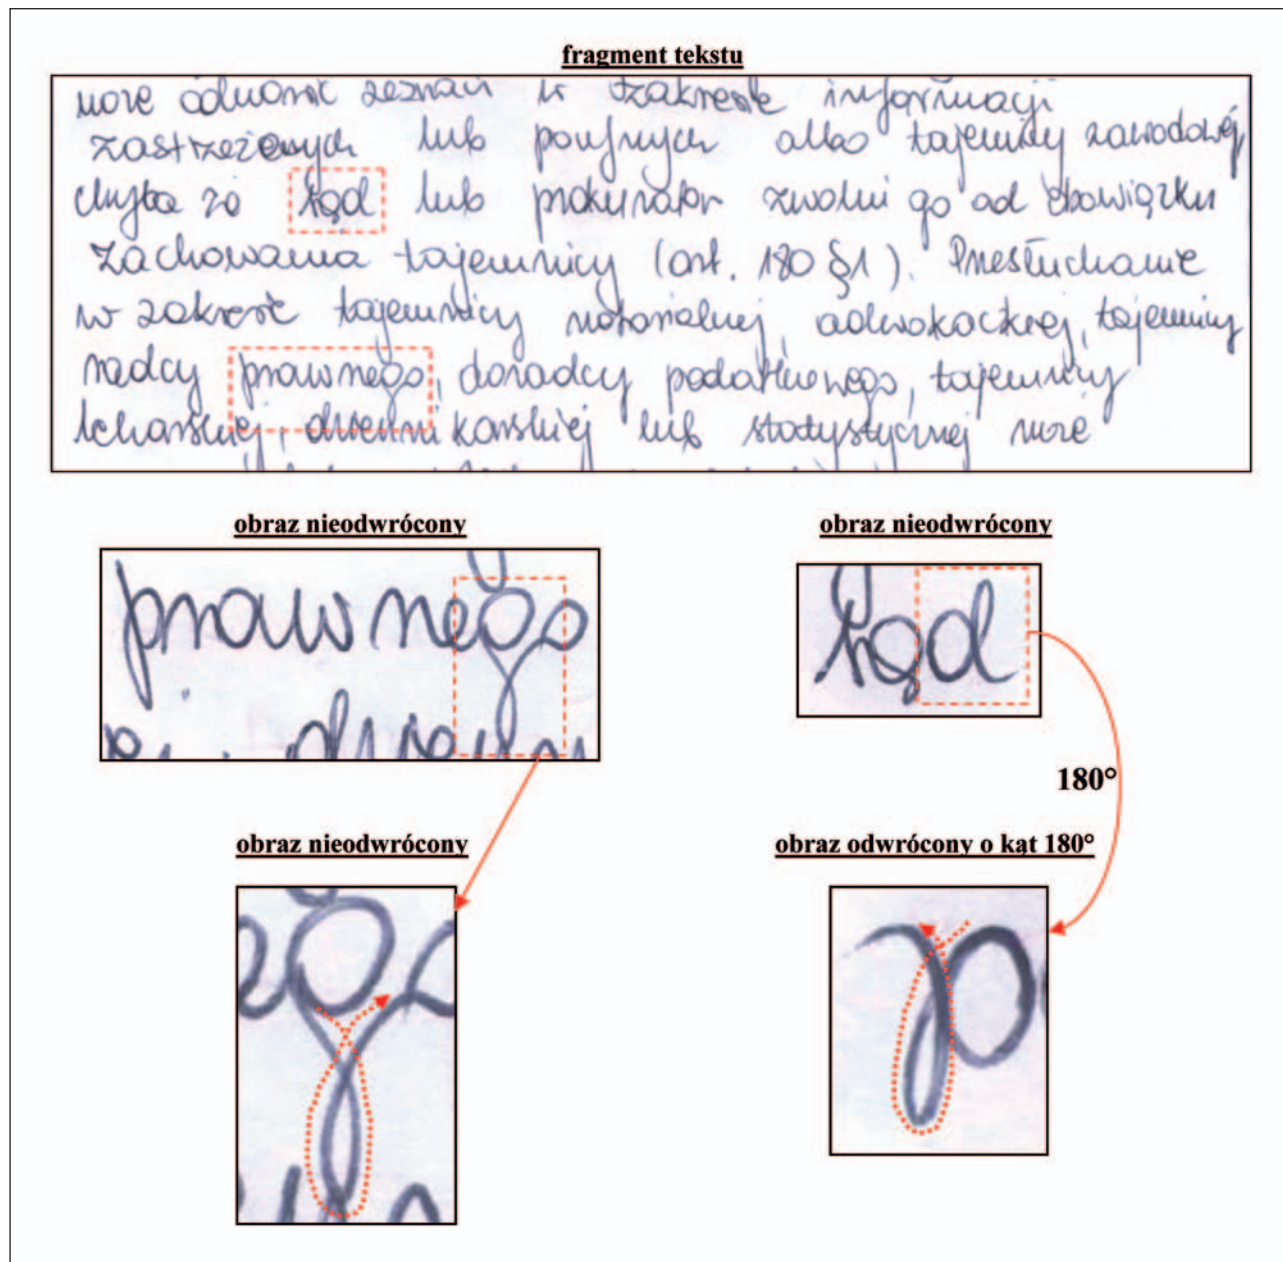 fragment tekstu
może odmówić zeznań w zakresie informacji
zastrzeżonych lub poufnych albo tajemnicy zawodowej
chyba że sąd lub prokurator zwolni go od obowiązku
zachowania tajemnicy (art. 180 §1). Przesłuchanie
w zakresie tajemnicy notarialnej, adwokackiej, tajemnicy
radcy prawnego, doradcy podatkowego, tajemnicy
lekarskiej, dziennikarskiej lub statystycznej może
obraz nieodwrócony
obraz nieodwrócony
prawnego
sąd
180°
obraz nieodwrócony
obraz odwrócony o kąt 180°